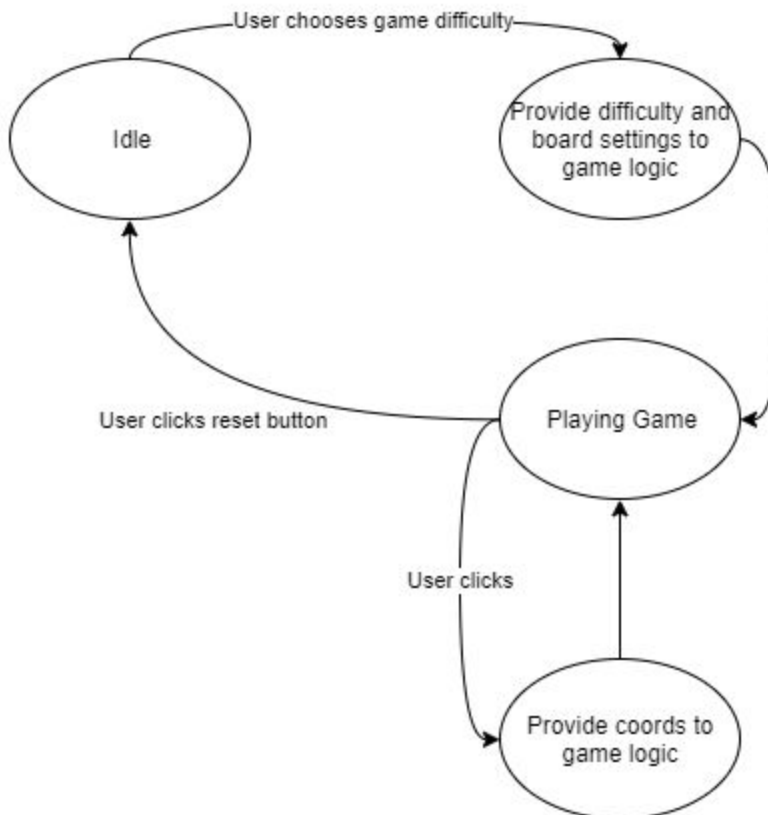 User chooses game difficulty
Idle
Provide difficulty and
board settings to
game logic
User clicks reset button
Playing Game
User clicks
Provide coords to
game logic